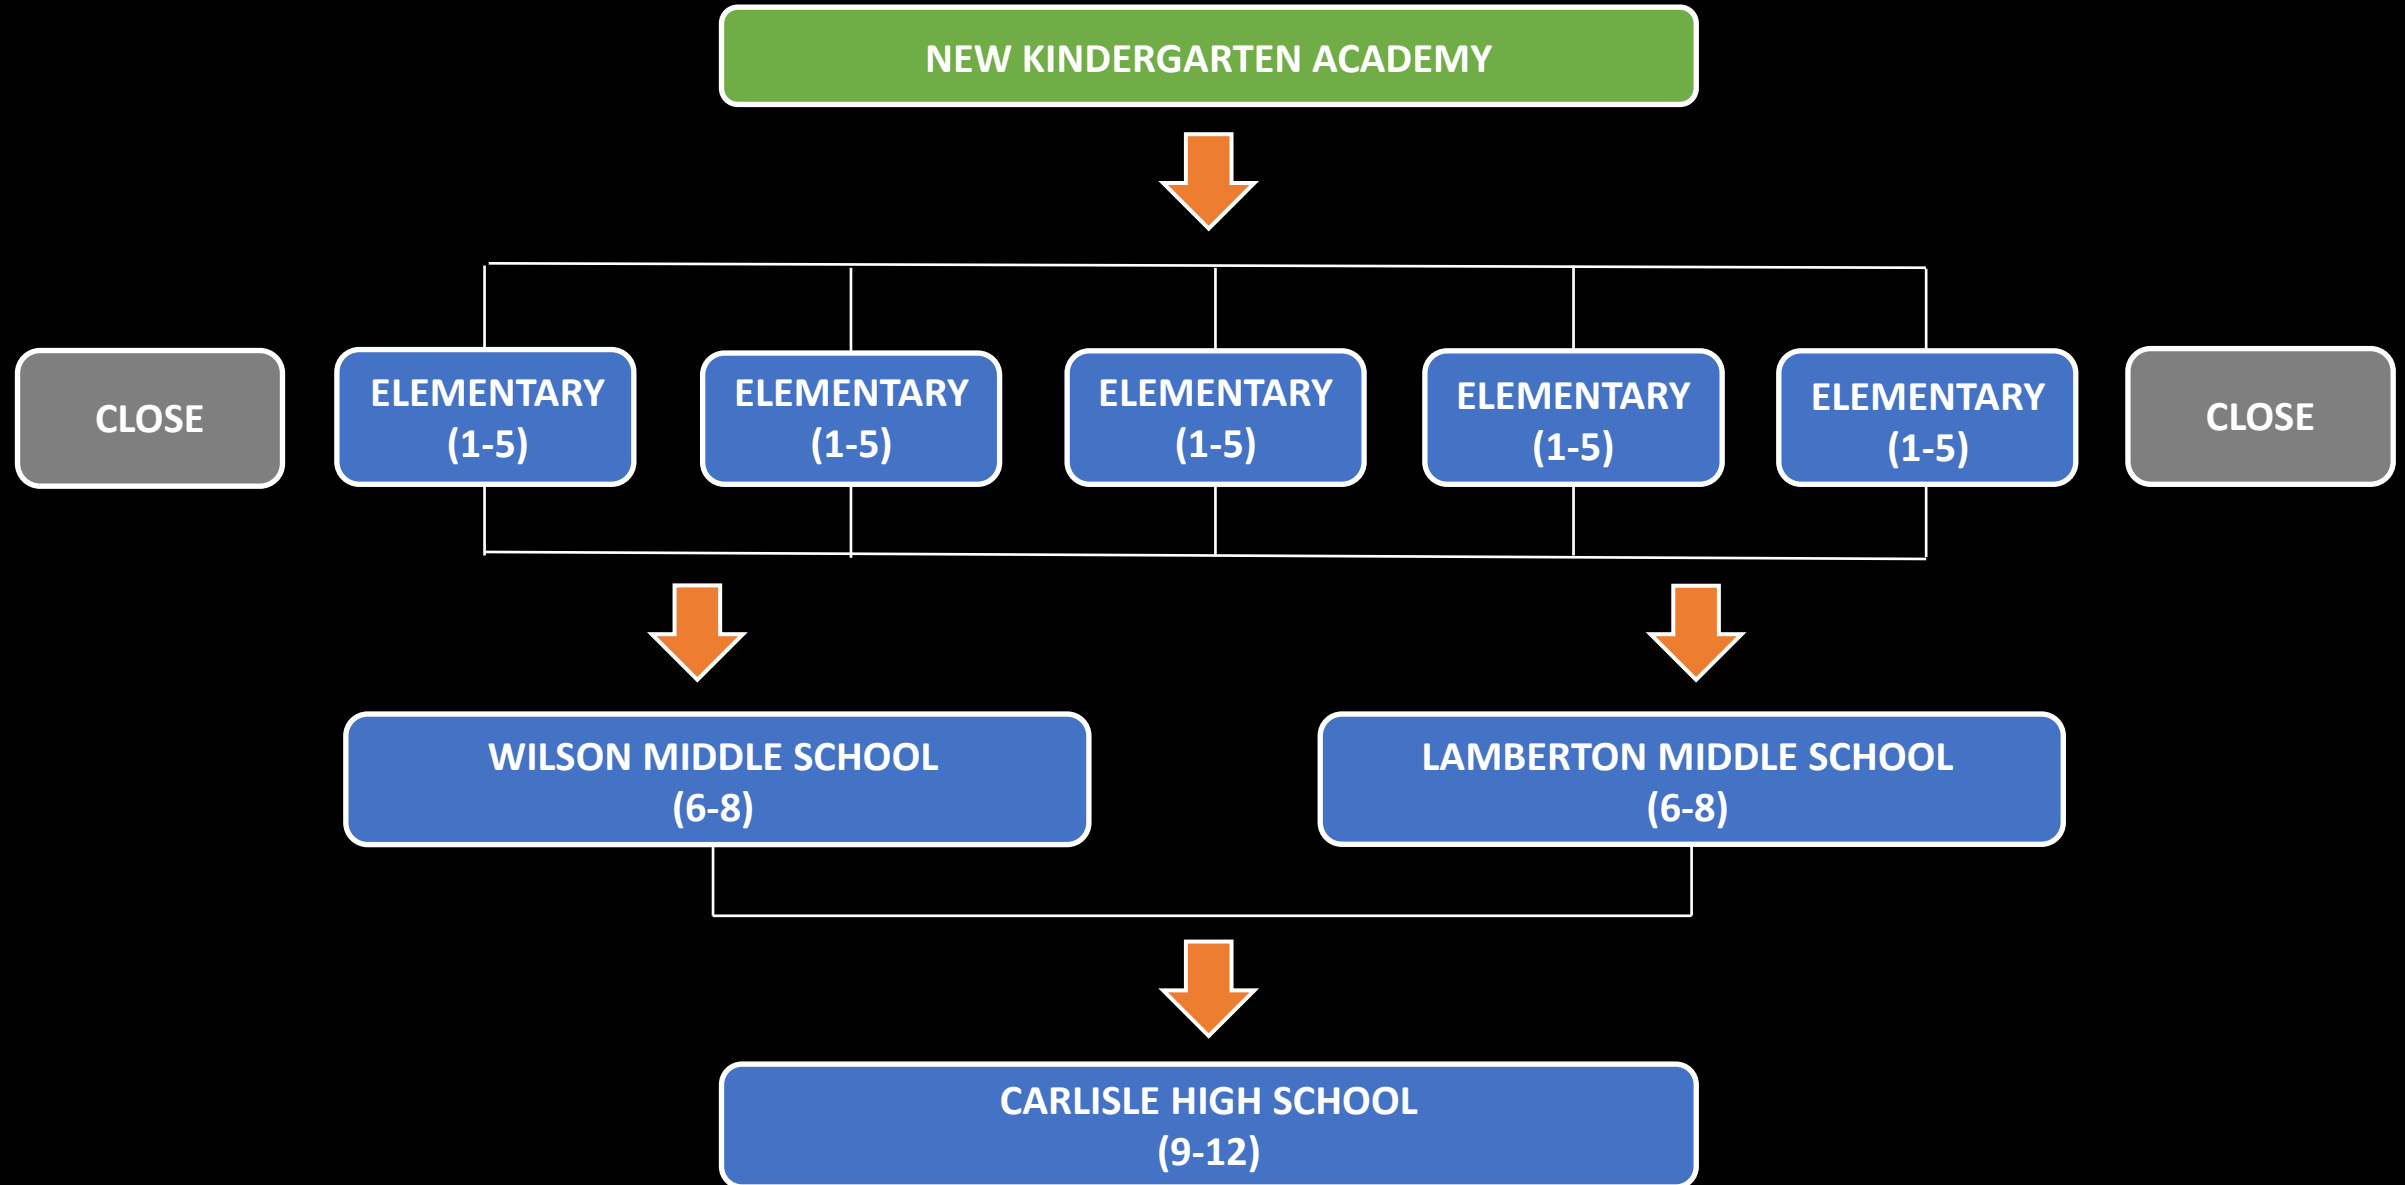 NEW KINDERGARTEN ACADEMY
CLOSE
ELEMENTARY
(1-5)
ELEMENTARY
(1-5)
ELEMENTARY
(1-5)
ELEMENTARY
(1-5)
ELEMENTARY
(1-5)
CLOSE
WILSON MIDDLE SCHOOL
(6-8)
LAMBERTON MIDDLE SCHOOL
(6-8)
CARLISLE HIGH SCHOOL
(9-12)